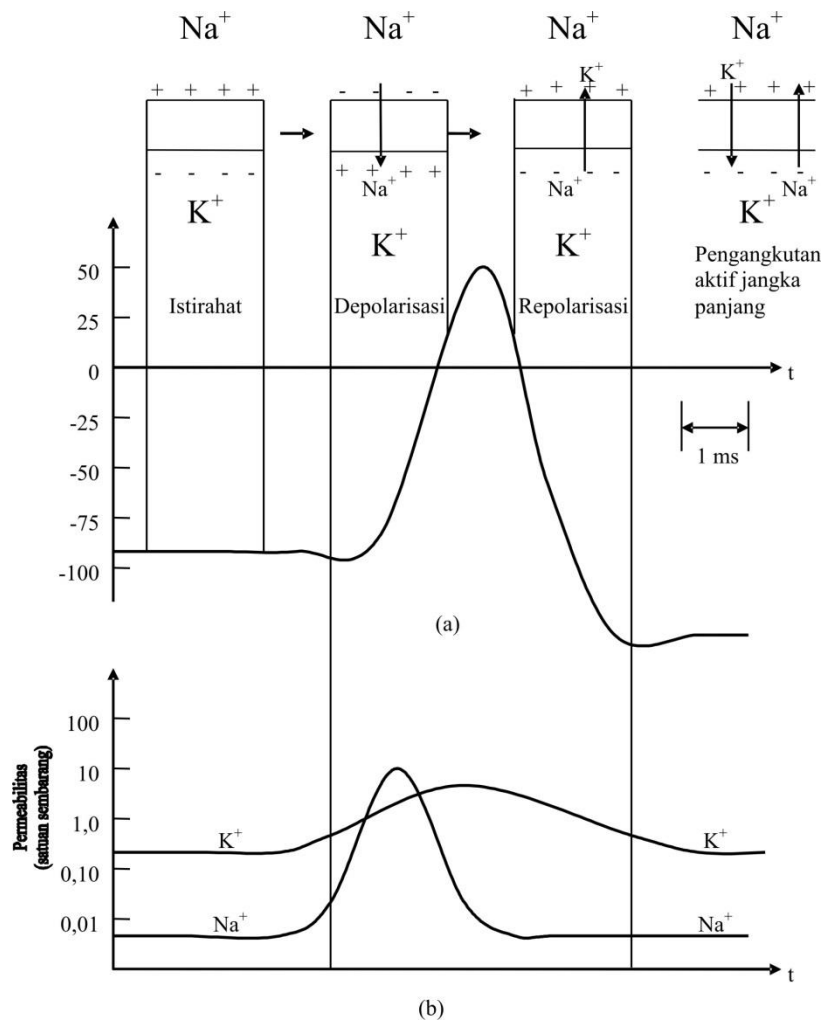 Na+ Na+ Na+ Na+
+ + + + - - - - + + K+ + + + K+ + + +
- - - - + + + + - - - - - - - -
Na+ Na+ Na+
K+ K+ K+ K+
Istirahat
Depolarisasi
Repolarisasi
Pengangkutan
aktif jangka
panjang
50
25
0
t
-25
-50
-75
-100
1 ms
(a)
Permeabilitas
(satuan sembarang)
100
10
1,0
0,10
0,01
K+ K+
Na+ Na+
t
(b)